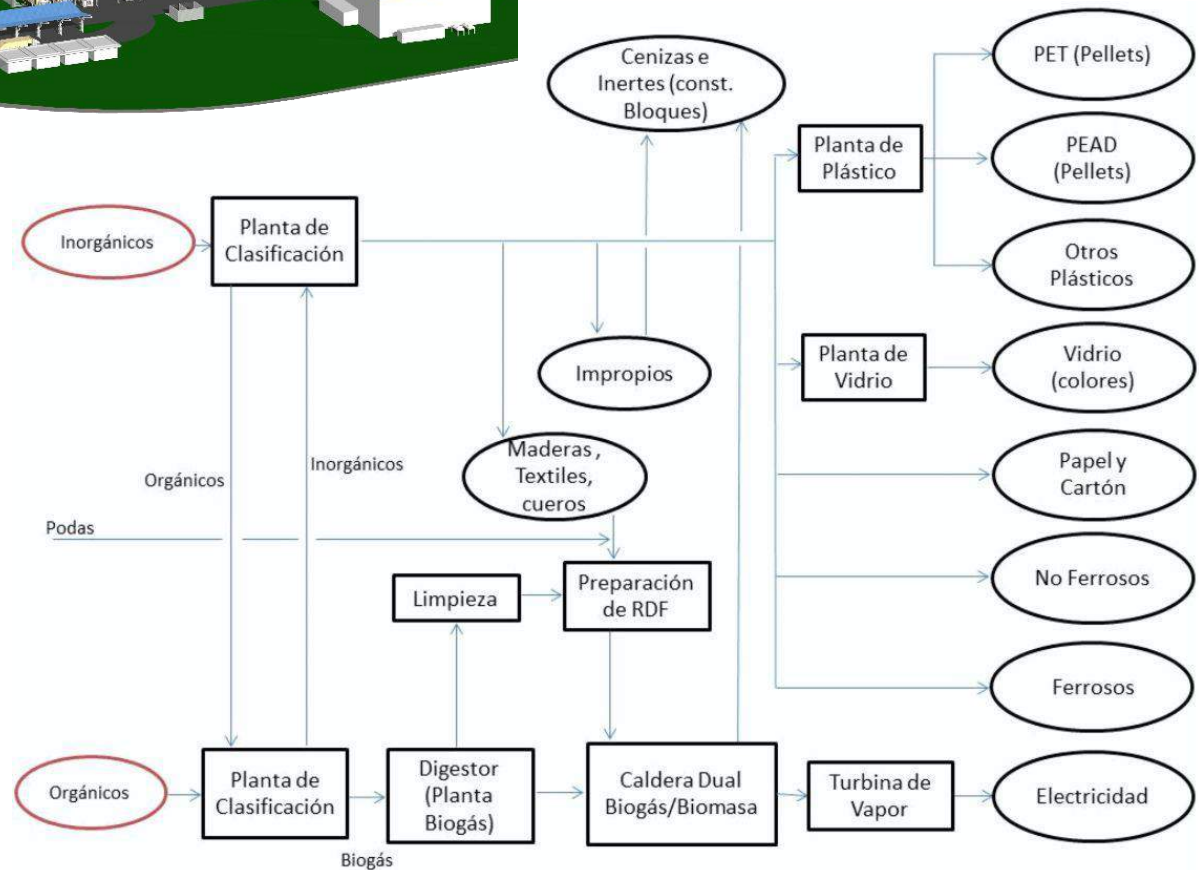 Cenizas e
Inertes (const.
Bloques)
PET (Pellets)
Planta de
Plástico
PEAD
(Pellets)
Inorgánicos
Planta de
Clasificación
Otros
Plásticos
Impropios
Planta de
Vidrio
Vidrio
(colores)
Maderas ,
Textiles,
cueros
Papel y
Cartón
Orgánicos
Inorgánicos
Podas
Limpieza
Preparación
de RDF
No Ferrosos
Ferrosos
Orgánicos
Planta de
Clasificación
Digestor
(Planta
Biogás)
Caldera Dual
Biogás/Biomasa
Turbina de
Vapor
Electricidad
Biogás